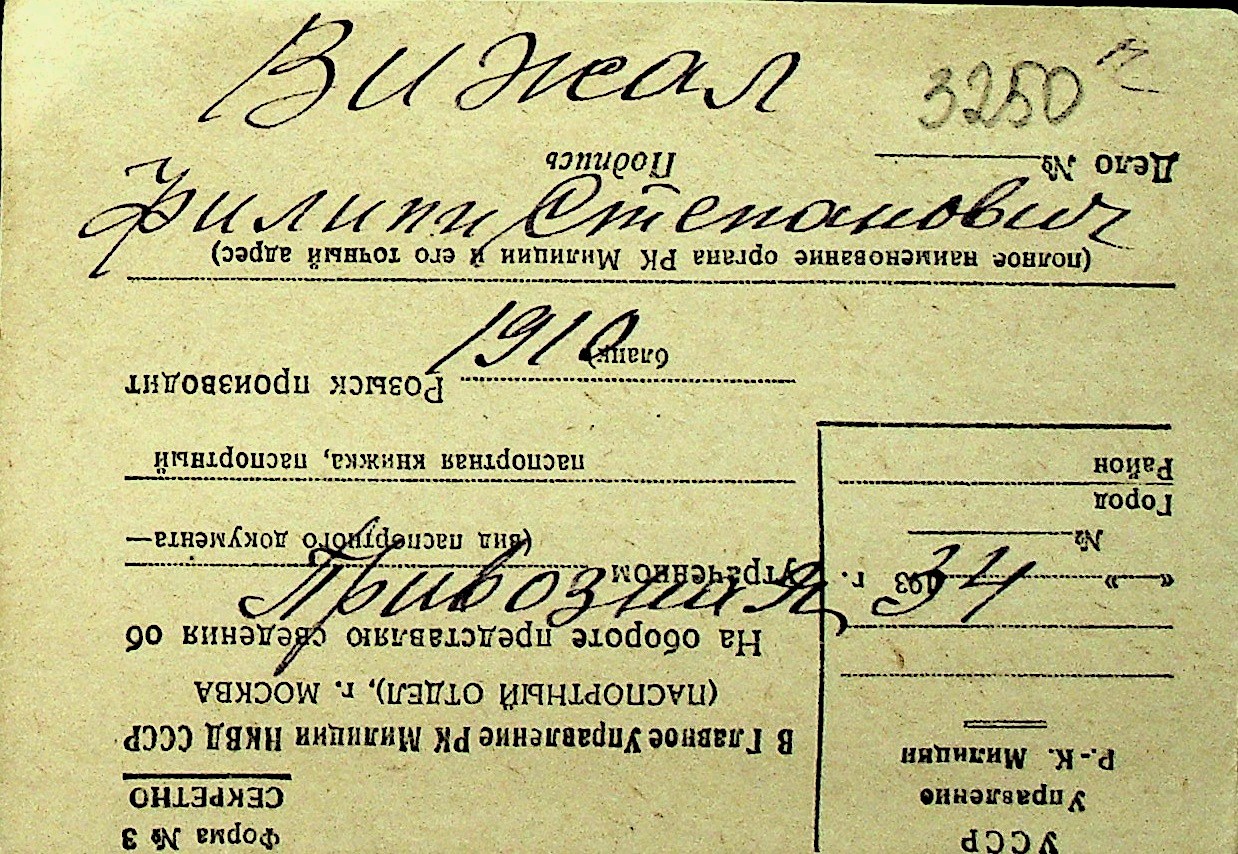 Вижал
3250
Филипп Степанович
1910
Привозная, 34
Форма № 3
СЕКРЕТНО
УССР
Управление
Р.-К. Милиции
« » 193 г.
№
Город
Район
В Главное Управление РК Милиции НКВД СССР
(ПАСПОРТНЫЙ ОТДЕЛ), г. МОСКВА
На обороте представляю сведения об
утраченном
(вид паспортного документа—
паспортная книжка, паспортный
бланк)
Розыск производит
(полное наименование органа РК Милиции и его точный адрес)
Дело №
Подпись